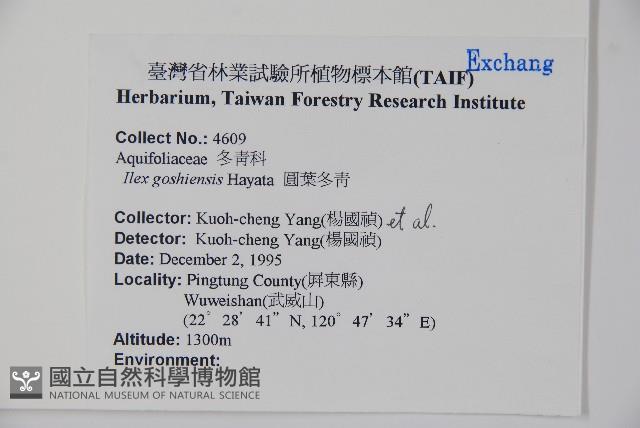 Exchang
臺灣省林業試驗所植物標本館(TAIF)
Herbarium, Taiwan Forestry Research Institute
Collect No.: 4609
Aquifoliaceae 冬青科
Ilex goshiensis Hayata 圓葉冬青
Collector: Kuoh-cheng Yang(楊國禎) et al.
Detector: Kuoh-cheng Yang(楊國禎)
Date: December 2, 1995
Locality: Pingtung County(屏東縣)
Wuweishan(武威山)
(22° 28' 41" N, 120° 47' 34" E)
Altitude: 1300m
Environment:
國立自然科學博物館
NATIONAL MUSEUM OF NATURAL SCIENCE